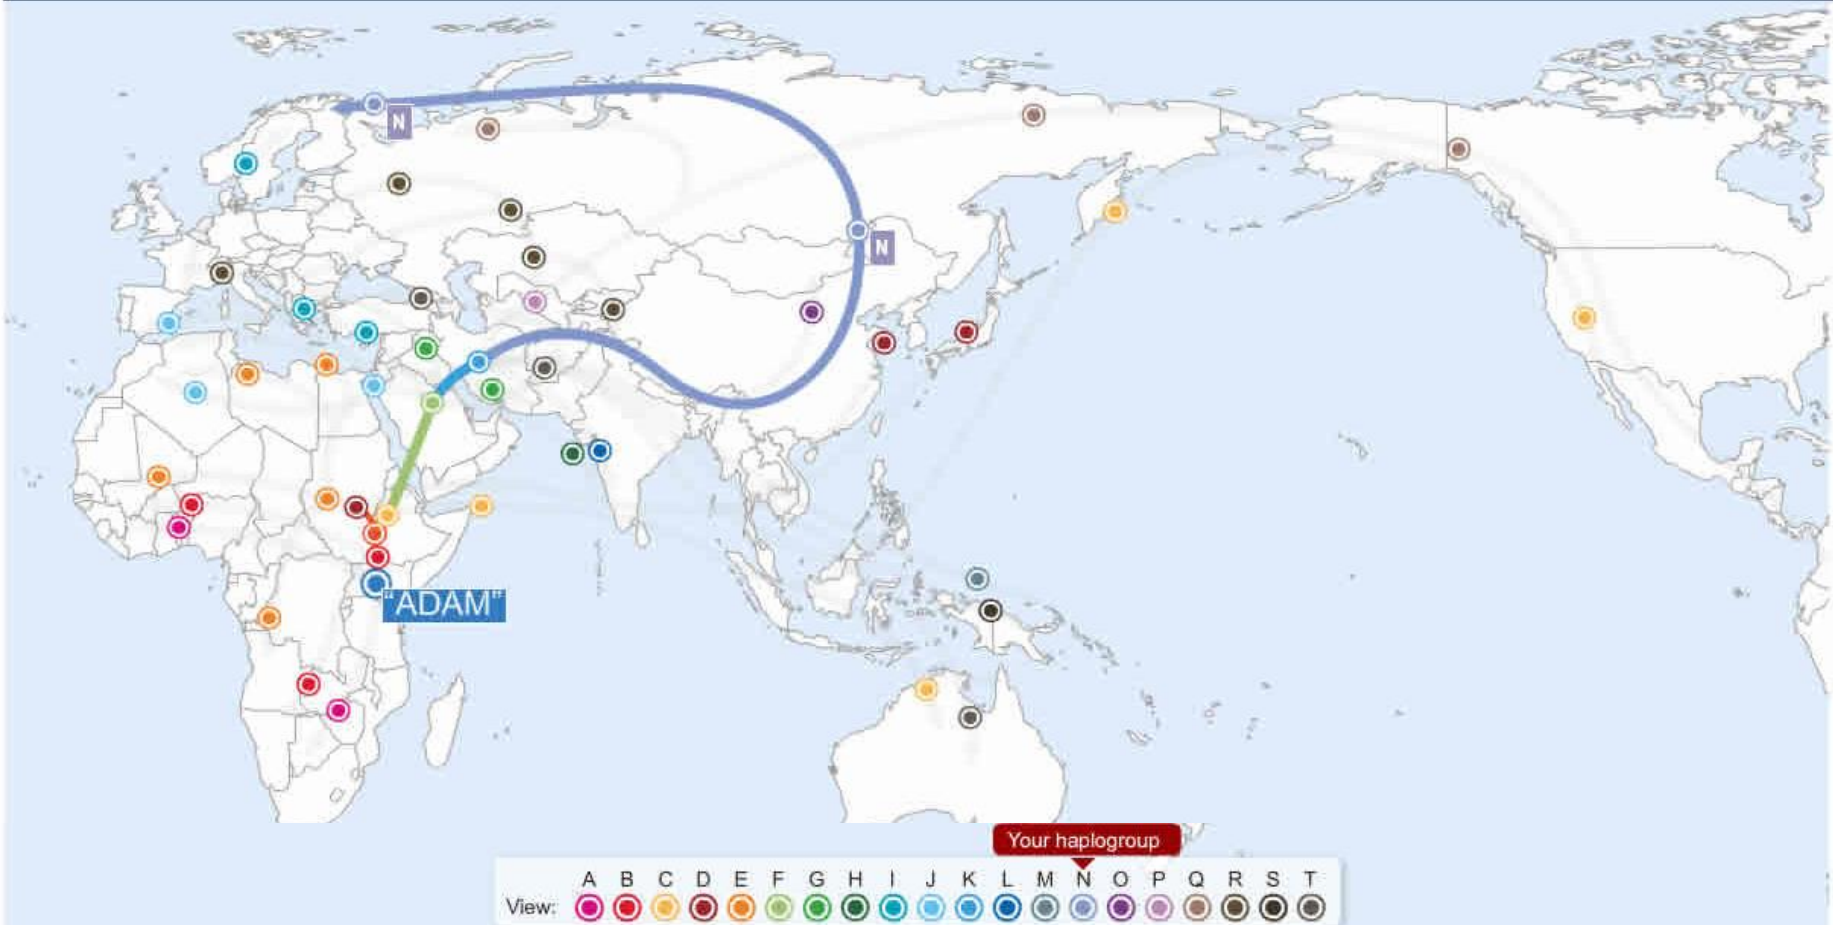 N
N
“ADAM”
Your haplogroup
A B C D E F G H I J K L M N O P Q R S T
View: